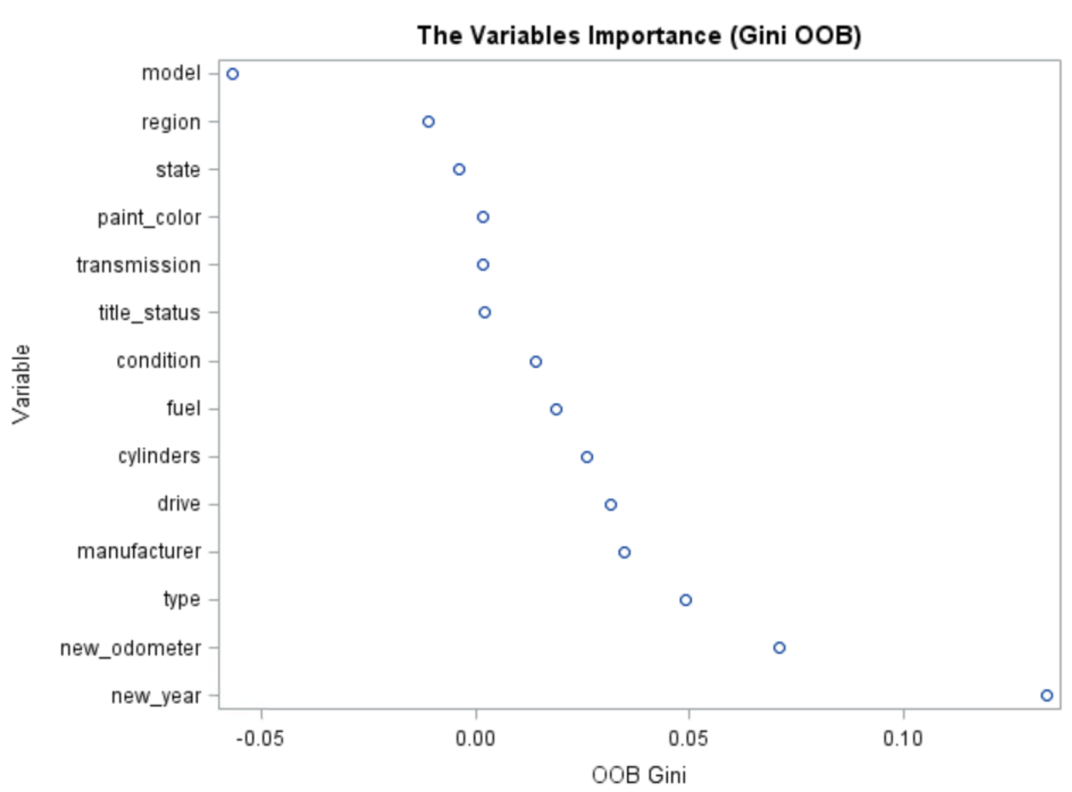 The Variables Importance (Gini OOB)
model
region
state
paint_color
transmission
title_status
condition
fuel
cylinders
drive
manufacturer
type
new_odometer
new_year
Variable
-0.05 0.00 0.05 0.10
OOB Gini